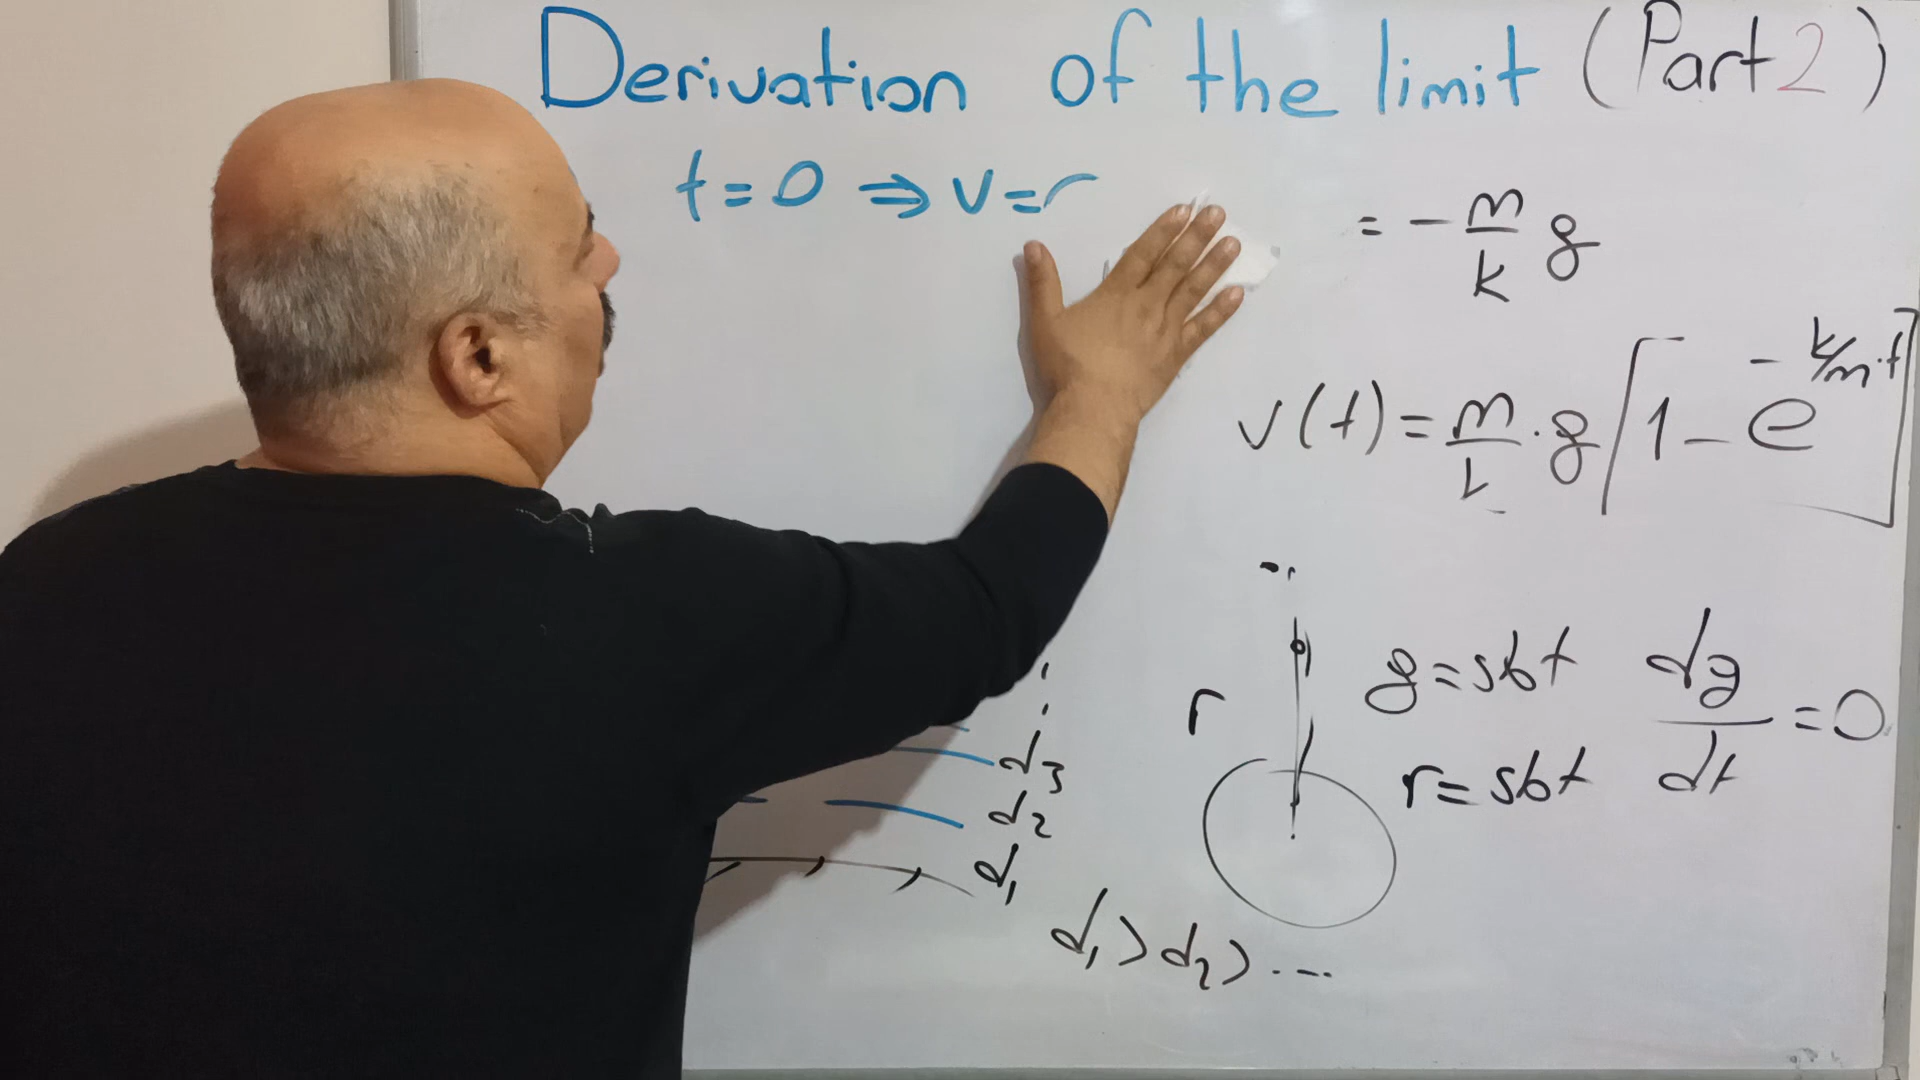 Derivation of the limit (Part 2)
t = 0 ⇒ v = r
= - m/k g
v(t) = m/k · g [1 - e^(-k/m·t)]
r
g = sbt dg/dt = 0
r = sbt
d3
d2
d1
d1 > d2 > ...